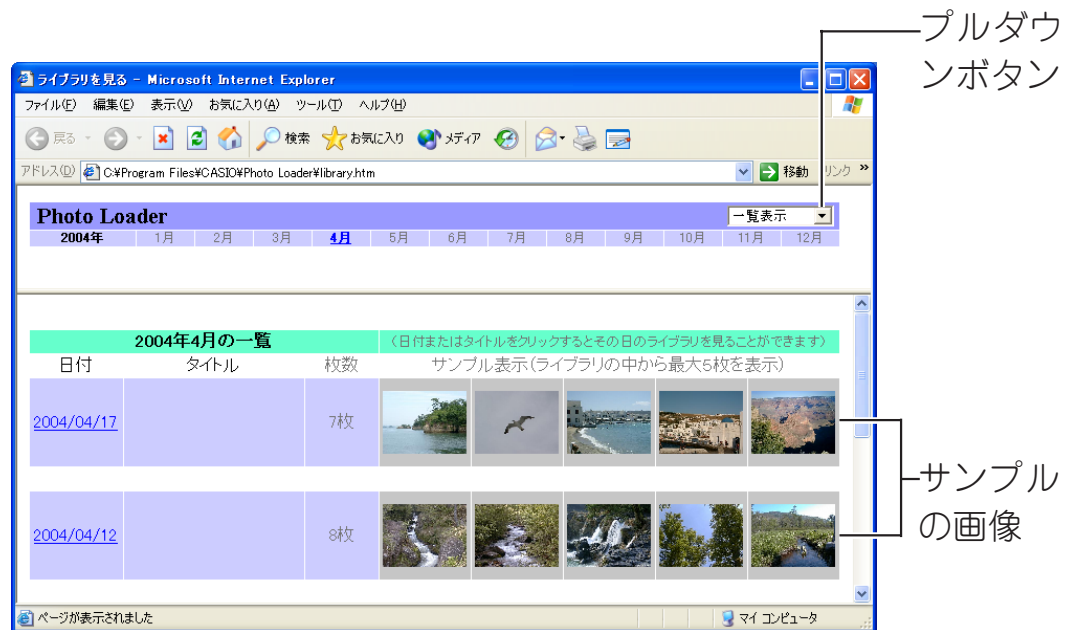 プルダウ
ンボタン
ライブラリを見る - Microsoft Internet Explorer
ファイル(F) 編集(E) 表示(V) お気に入り(A) ツール(T) ヘルプ(H)
戻る 検索 お気に入り メディア
アドレス(D) C:¥Program Files¥CASIO¥Photo Loader¥library.htm 移動 リンク »
Photo Loader 一覧表示
2004年 1月 2月 3月 4月 5月 6月 7月 8月 9月 10月 11月 12月
2004年4月の一覧 (日付またはタイトルをクリックするとその日のライブラリを見ることができます)
日付 タイトル 枚数 サンプル表示(ライブラリの中から最大5枚を表示)
2004/04/17 7枚
サンプル
の画像
2004/04/12 8枚
ページが表示されました マイ コンピュータ